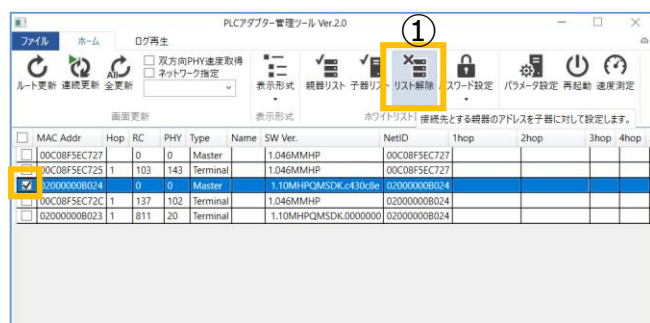 PLCアダプター管理ツール Ver.2.0
①
ファイル ホーム ログ再生
双方向PHY速度取得
ネットワーク指定
ルート更新 連続更新 全更新 表示形式 親器リスト 子器リスト リスト解除 パスワード設定 パラメータ設定 再起動 速度測定
ALL
画面更新 表示形式 ホワイトリスト
接続先とする親器のアドレスを子器に対して設定します。
MAC Addr Hop RC PHY Type Name SW Ver. NetID 1hop 2hop 3hop 4hop
00C08F5EC727 0 0 Master 1.046MMHP 00C08F5EC727
00C08F5EC725 1 103 143 Terminal 1.046MMHP 00C08F5EC727
02000000B024 0 0 Master 1.10MHPQMSDK.c430c8e 02000000B024
00C08F5EC72C 1 137 102 Terminal 1.046MMHP 02000000B024
02000000B023 1 811 20 Terminal 1.10MHPQMSDK.0000000 02000000B024